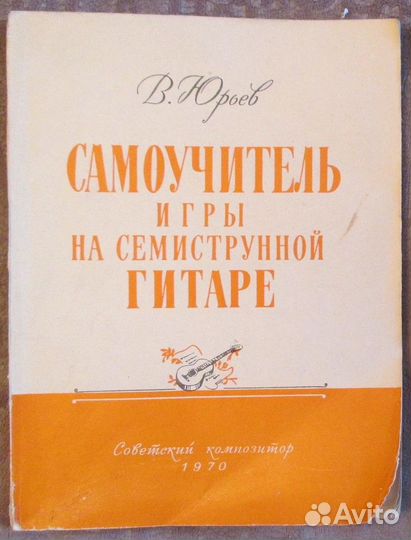 В. Юрьев
САМОУЧИТЕЛЬ
ИГРЫ
НА СЕМИСТРУННОЙ
ГИТАРЕ
Советский композитор
1970
Avito